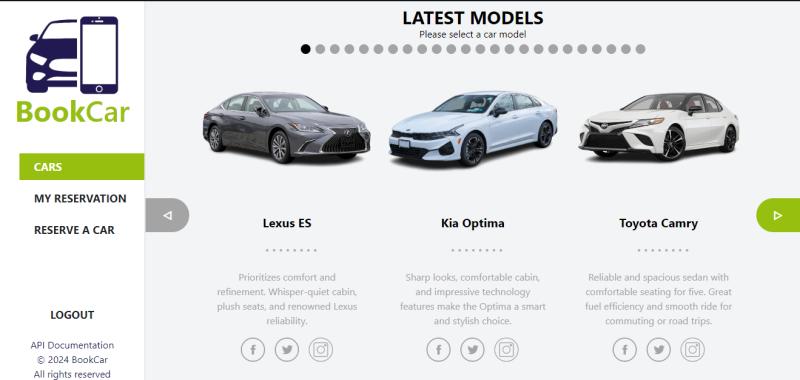 BookCar
CARS
MY RESERVATION
RESERVE A CAR
LOGOUT
API Documentation
© 2024 BookCar
All rights reserved
LATEST MODELS
Please select a car model
Lexus ES
Prioritizes comfort and
refinement. Whisper-quiet cabin,
plush seats, and renowned Lexus
reliability.
Kia Optima
Sharp looks, comfortable cabin,
and impressive technology
features make the Optima a smart
and stylish choice.
Toyota Camry
Reliable and spacious sedan with
comfortable seating for five. Great
fuel efficiency and smooth ride for
commuting or road trips.